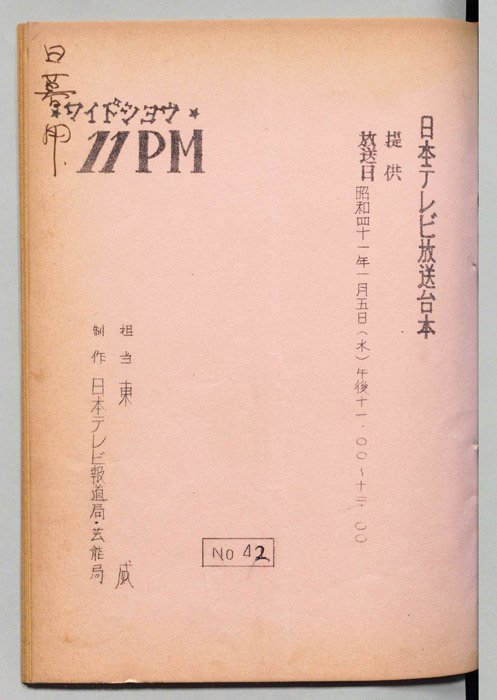 日本テレビ放送台本
提供
放送日 昭和四十一年一月五日(水)午後十一・〇〇~十二・〇〇
★ワイドショウ★
11PM
担当 東 威
制作 日本テレビ報道局・芸能局
No 42